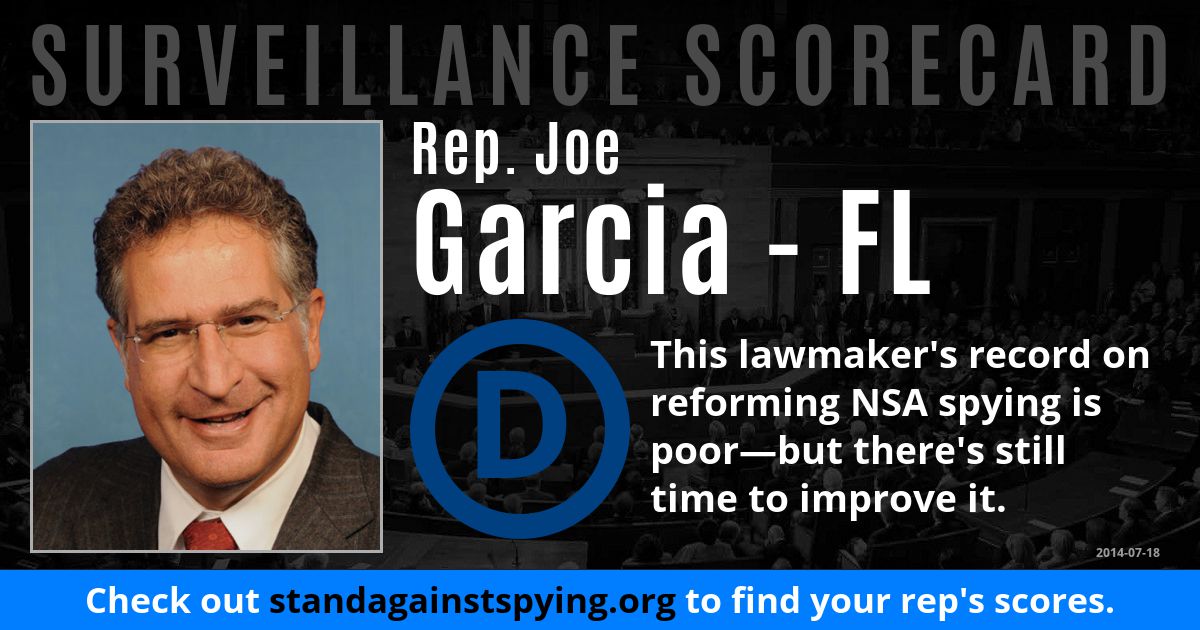 SURVEILLANCE SCORECARD
Rep. Joe
Garcia - FL
D
This lawmaker's record on
reforming NSA spying is
poor—but there's still
time to improve it.
2014-07-18
Check out standagainstspying.org to find your rep's scores.